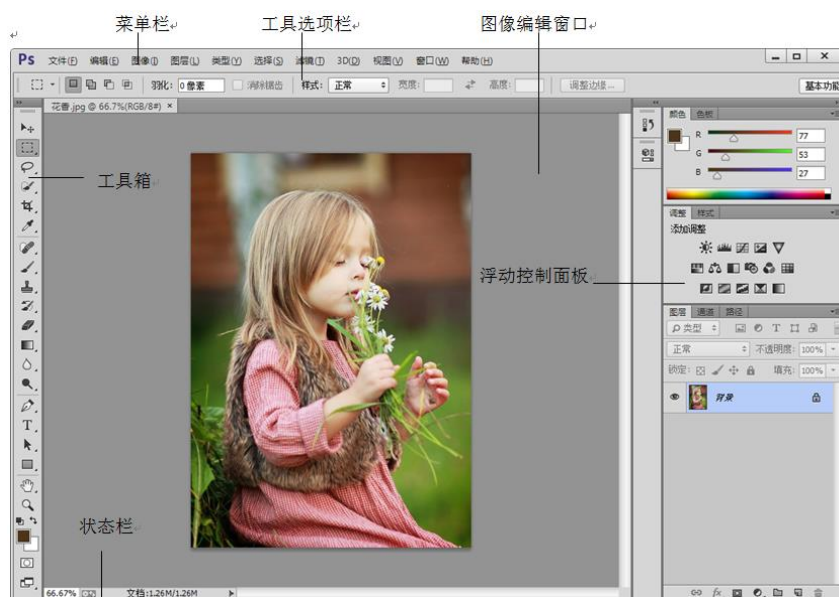 菜单栏 工具选项栏 图像编辑窗口
Ps 文件(F) 编辑(E) 图像(I) 图层(L) 类型(Y) 选择(S) 滤镜(T) 3D(D) 视图(V) 窗口(W) 帮助(H)
羽化: 0 像素 消除锯齿 样式: 正常 宽度: 高度: 调整边缘... 基本功能
花香.jpg @ 66.7%(RGB/8#) ×
颜色 色板
R 77
G 53
B 27
工具箱
调整 样式
添加调整
浮动控制面板
图层 通道 路径
类型
正常 不透明度: 100%
锁定: 填充: 100%
背景
状态栏
66.67% 文档:1.26M/1.26M